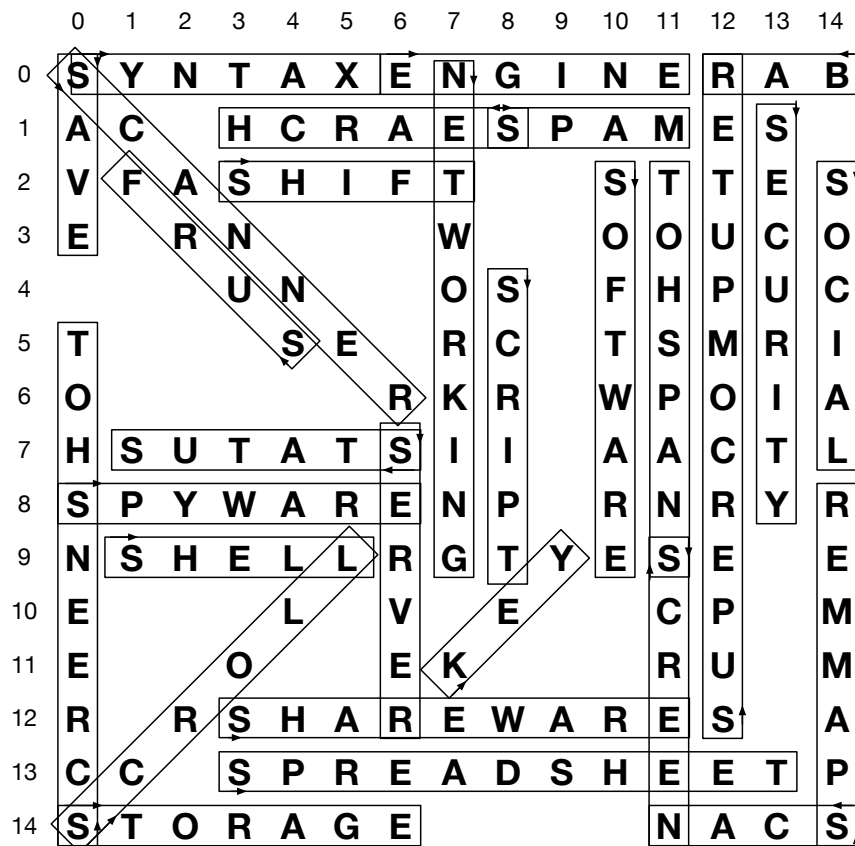 0 1 2 3 4 5 6 7 8 9 10 11 12 13 14
0 S Y N T A X E N G I N E R A B
1 A C H C R A E S P A M E S
2 V F A S H I F T S T T E S
3 E R N W O O U C O
4 U N O S F H P U C
5 T S E R C T S M R I
6 O R K R W P O I A
7 H S U T A T S I I A A C T L
8 S P Y W A R E N P R N R Y R
9 N S H E L L R G T Y E S E E
10 E L V E C P M
11 E O E K R U M
12 R R S H A R E W A R E S A
13 C C S P R E A D S H E E T P
14 S T O R A G E N A C S